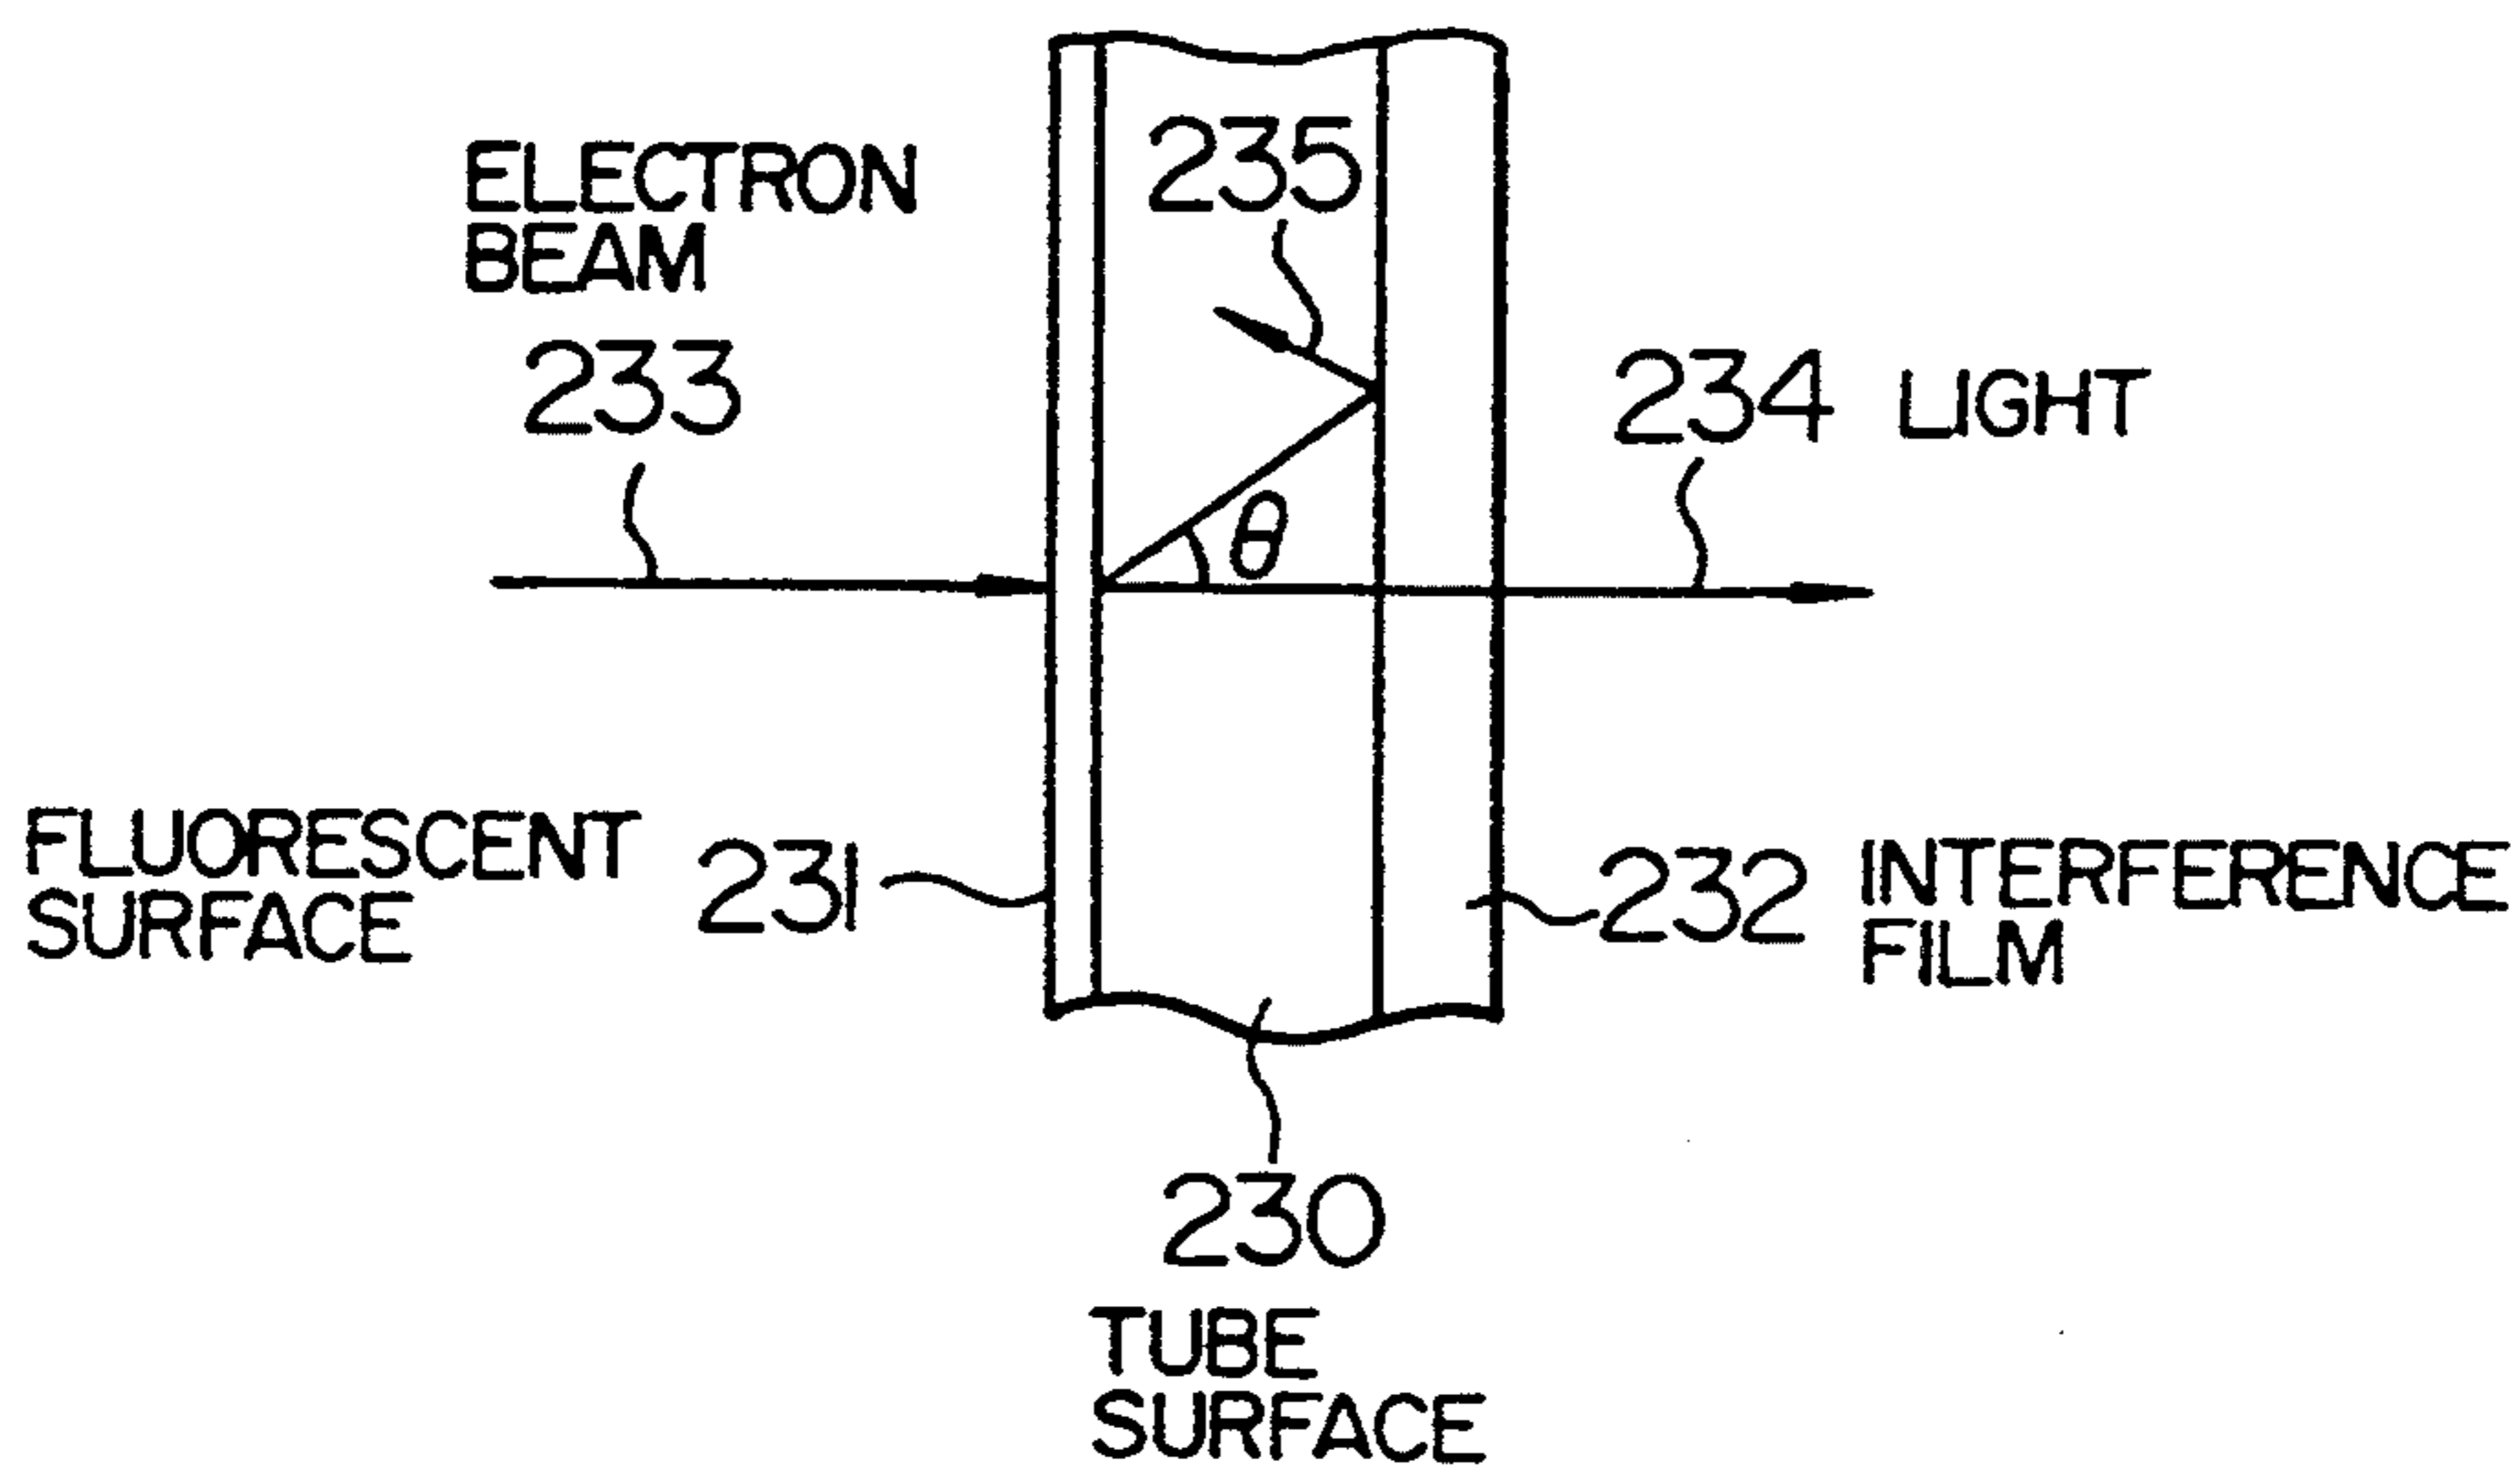 235
ELECTRON
BEAM
233
234 LIGHT
θ
FLUORESCENT
SURFACE
231
232
INTERFERENCE
FILM
230
TUBE
SURFACE